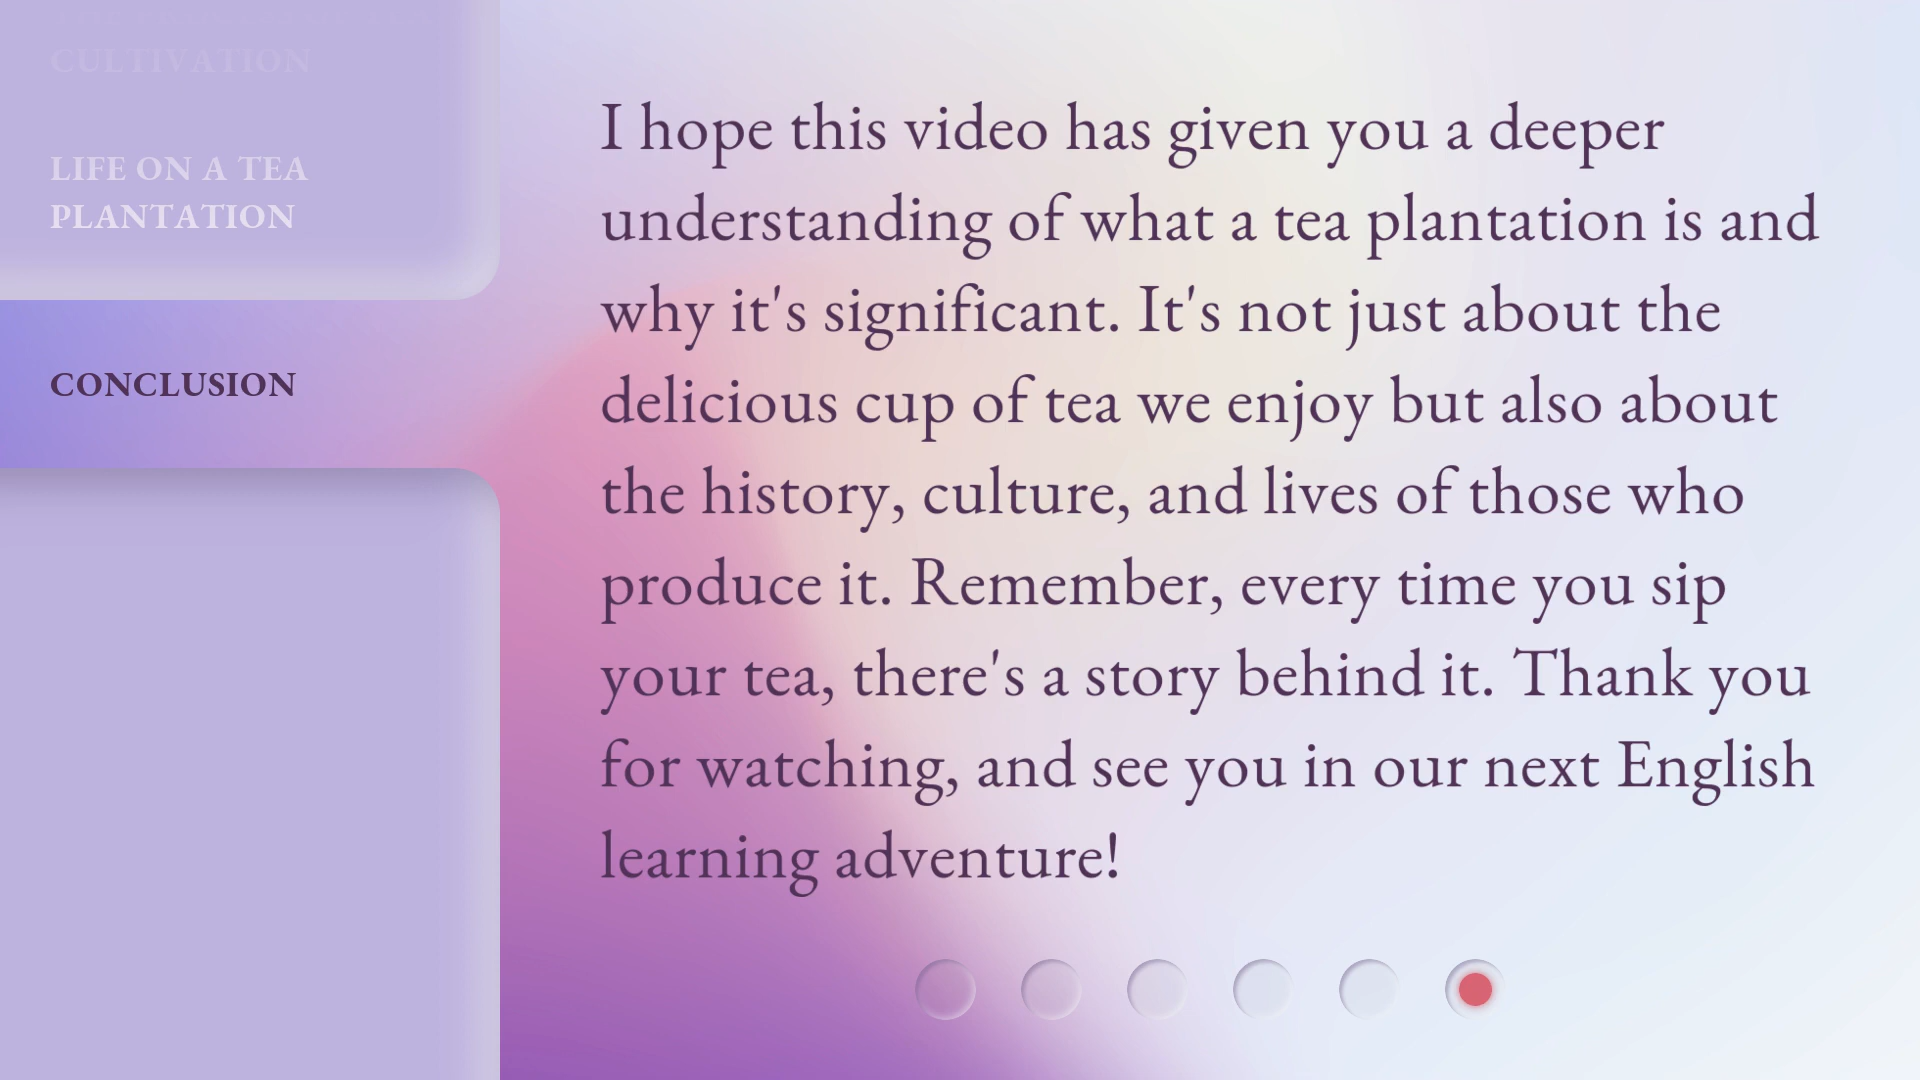 CULTIVATION
LIFE ON A TEA
PLANTATION
CONCLUSION
I hope this video has given you a deeper
understanding of what a tea plantation is and
why it's significant. It's not just about the
delicious cup of tea we enjoy but also about
the history, culture, and lives of those who
produce it. Remember, every time you sip
your tea, there's a story behind it. Thank you
for watching, and see you in our next English
learning adventure!